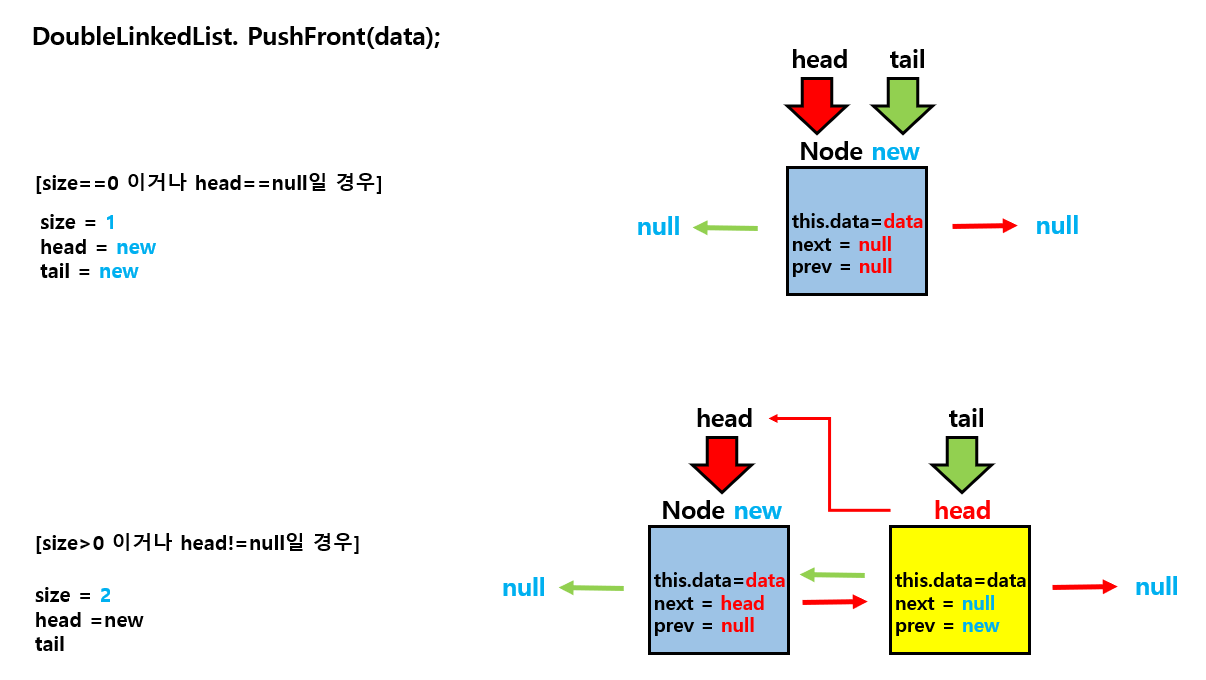 DoubleLinkedList. PushFront(data);
head tail
Node new
[size==0 이거나 head==null일 경우]
size = 1
head = new
tail = new
null
this.data=data
next = null
prev = null
null
head
tail
Node new
head
[size>0 이거나 head!=null일 경우]
size = 2
head =new
tail
null
this.data=data
next = head
prev = null
this.data=data
next = null
prev = new
null